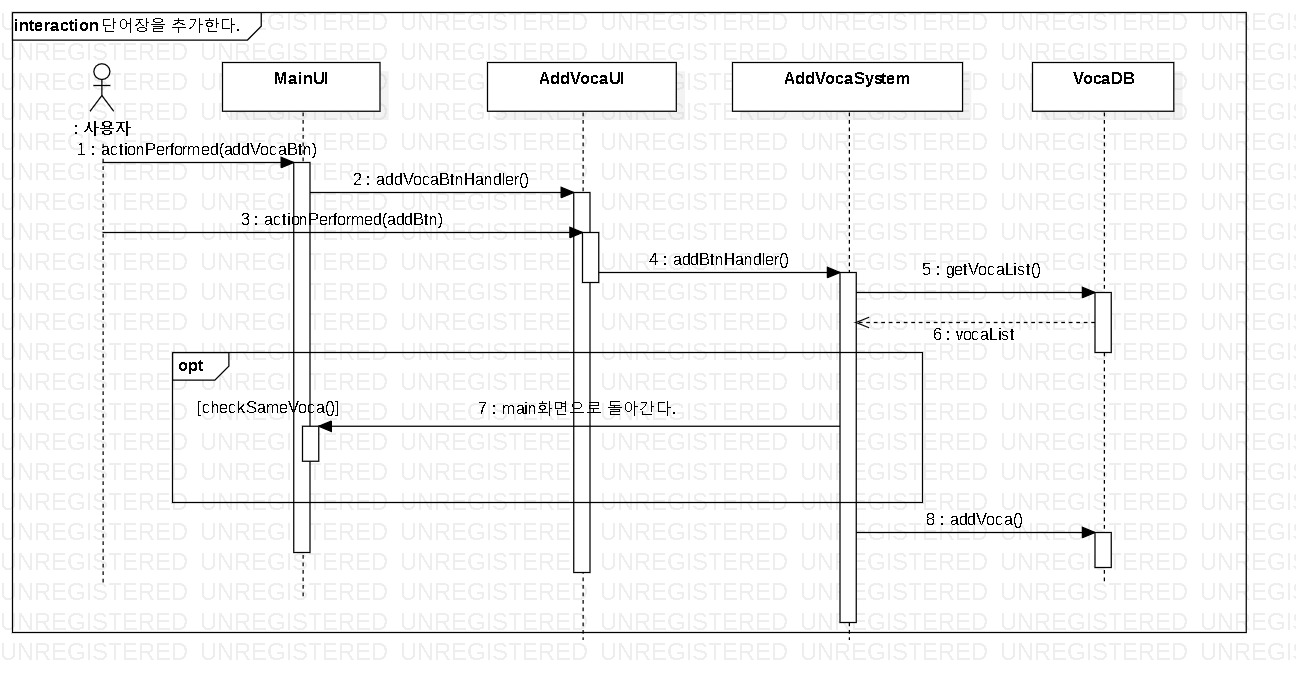 interaction 단어장을 추가한다.
MainUI
AddVocaUI
AddVocaSystem
VocaDB
: 사용자
1 : actionPerformed(addVocaBtn)
2 : addVocaBtnHandler()
3 : actionPerformed(addBtn)
4 : addBtnHandler()
5 : getVocaList()
6 : vocaList
opt
[checkSameVoca()]
7 : main화면으로 돌아간다.
8 : addVoca()
UNREGISTERED